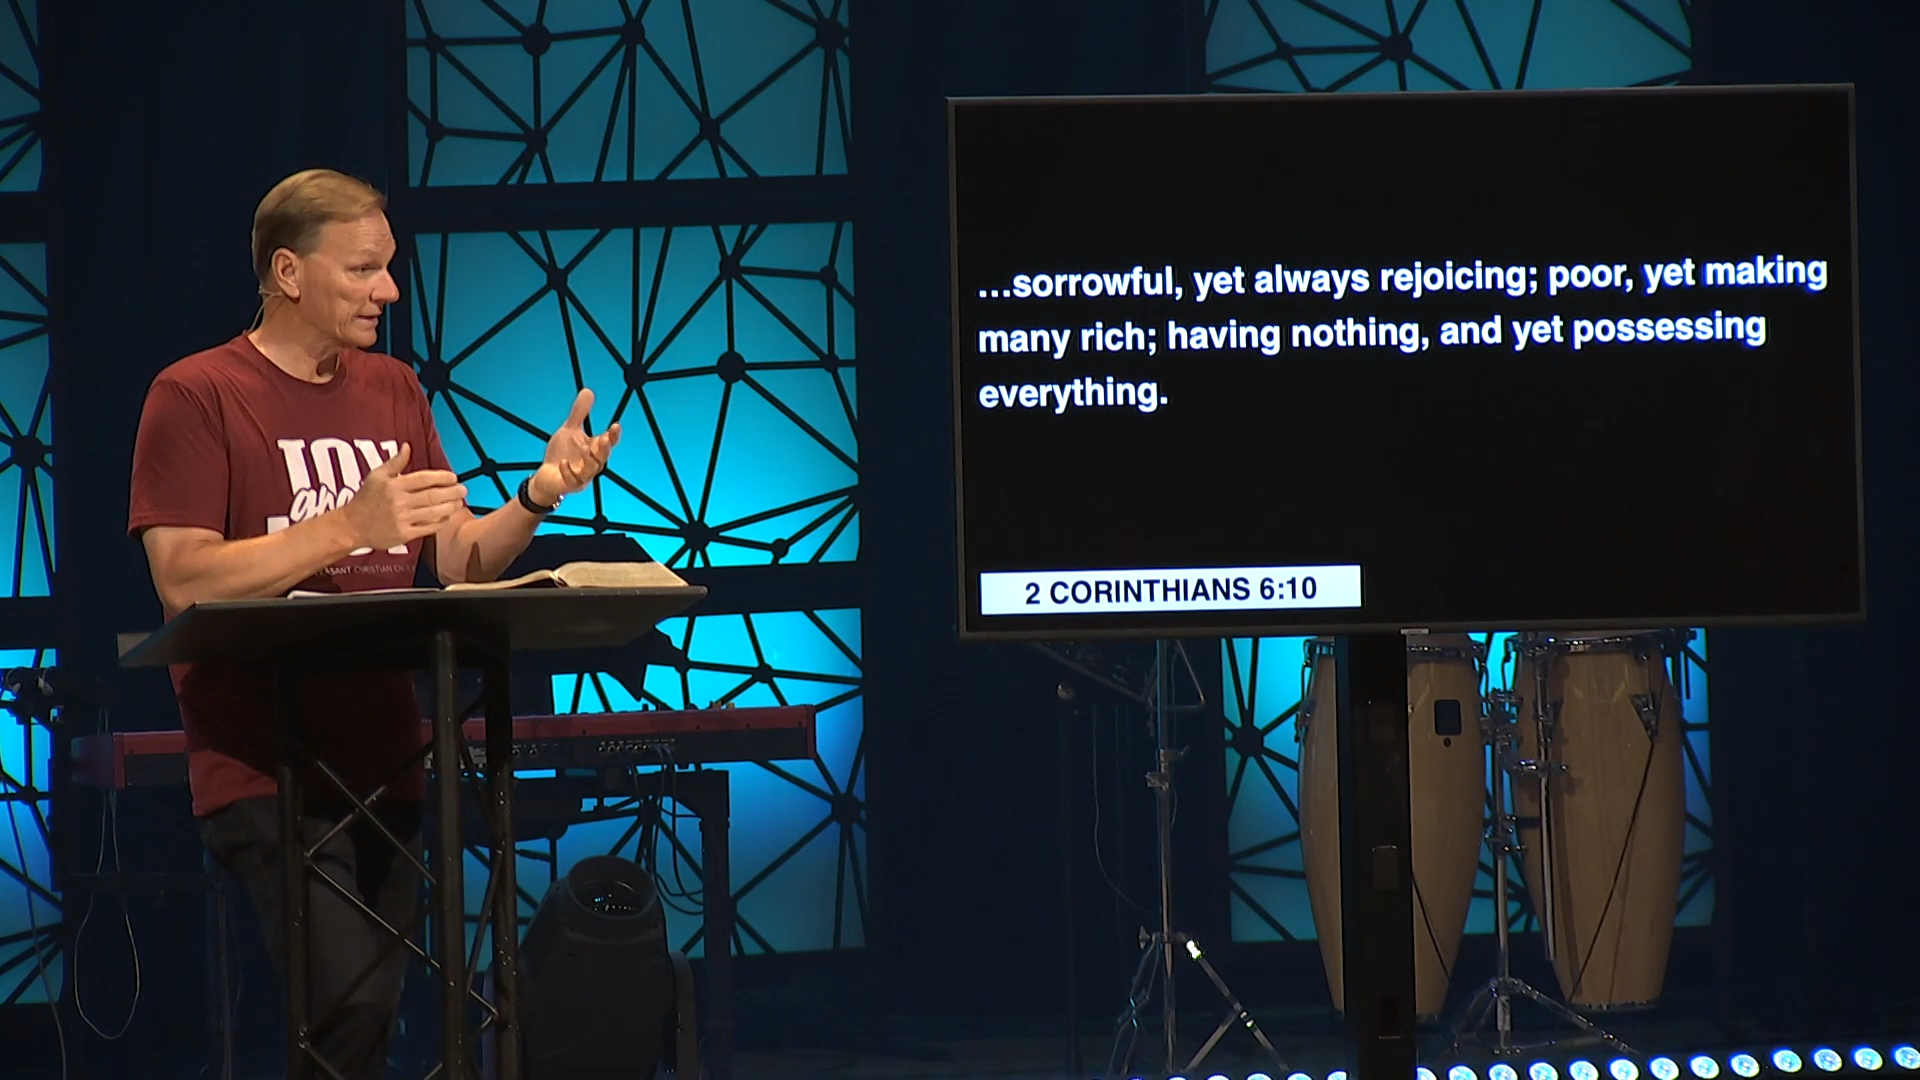 ...sorrowful, yet always rejoicing; poor, yet making
many rich; having nothing, and yet possessing
everything.
2 CORINTHIANS 6:10
JOY